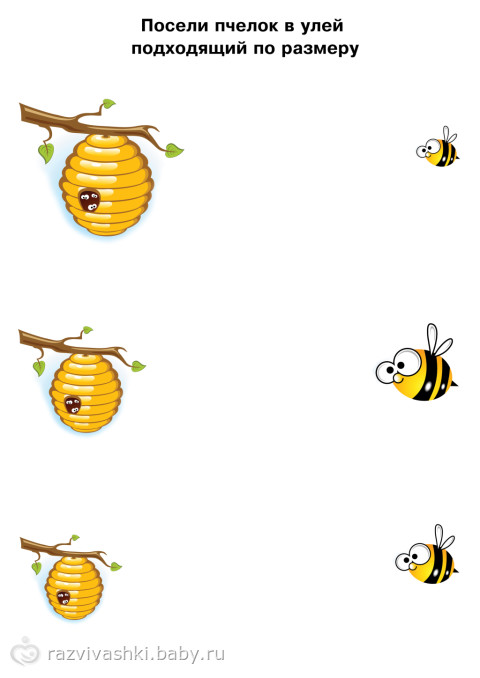 Посели пчелок в улей
подходящий по размеру
razvivashki.baby.ru